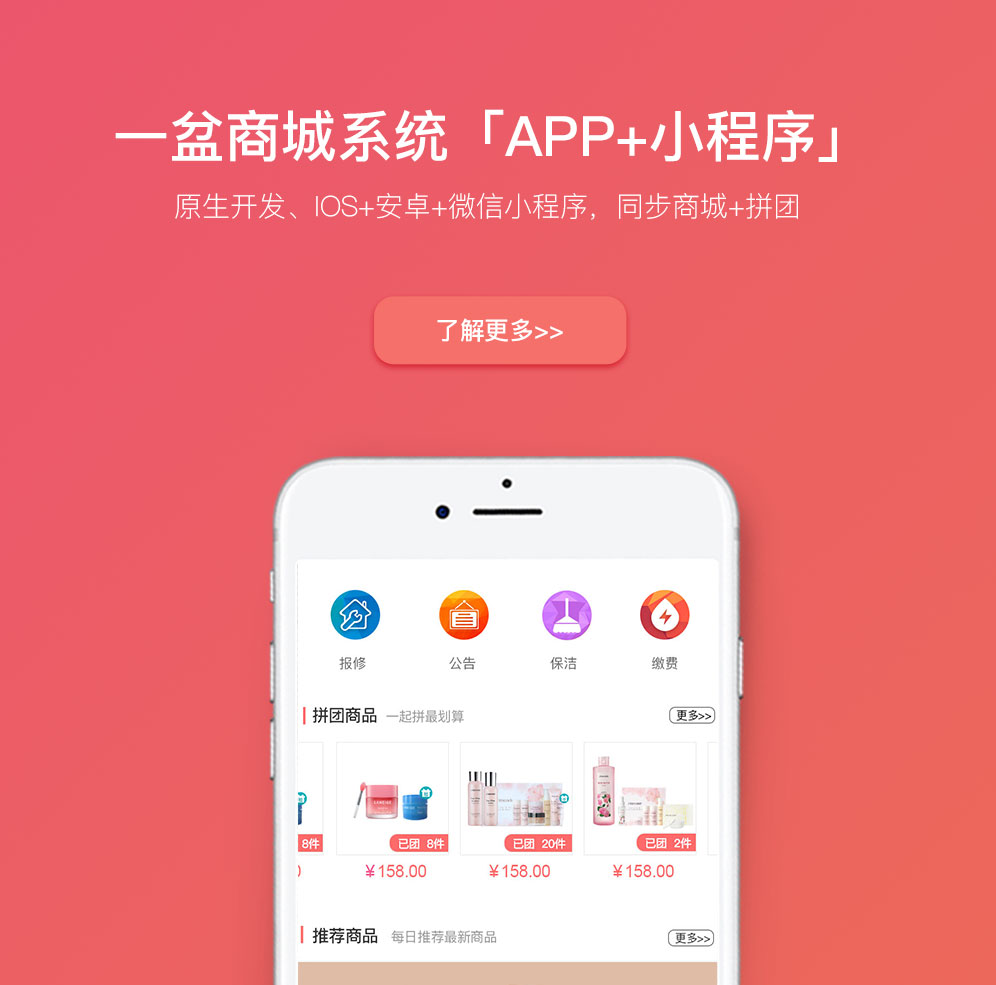 一盆商城系统「APP+小程序」
原生开发、IOS+安卓+微信小程序，同步商城+拼团
了解更多>>
报修 公告 保洁 缴费
拼团商品 一起拼最划算 更多>>
8件 已团 8件 已团 20件 已团 2件
0 ¥158.00 ¥158.00 ¥158.00
推荐商品 每日推荐最新商品 更多>>